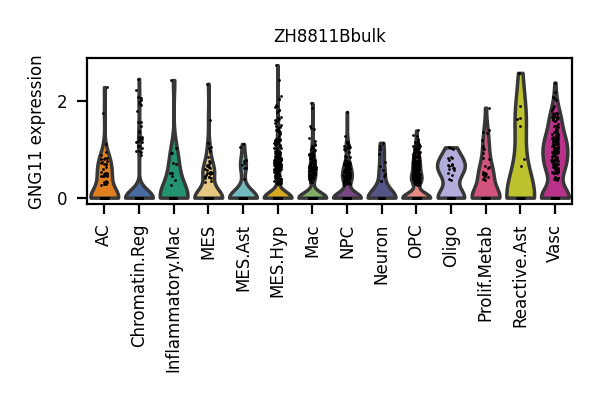 ZH8811Bbulk
GNG11 expression
2
0
AC
Chromatin.Reg
Inflammatory.Mac
MES
MES.Ast
MES.Hyp
Mac
NPC
Neuron
OPC
Oligo
Prolif.Metab
Reactive.Ast
Vasc